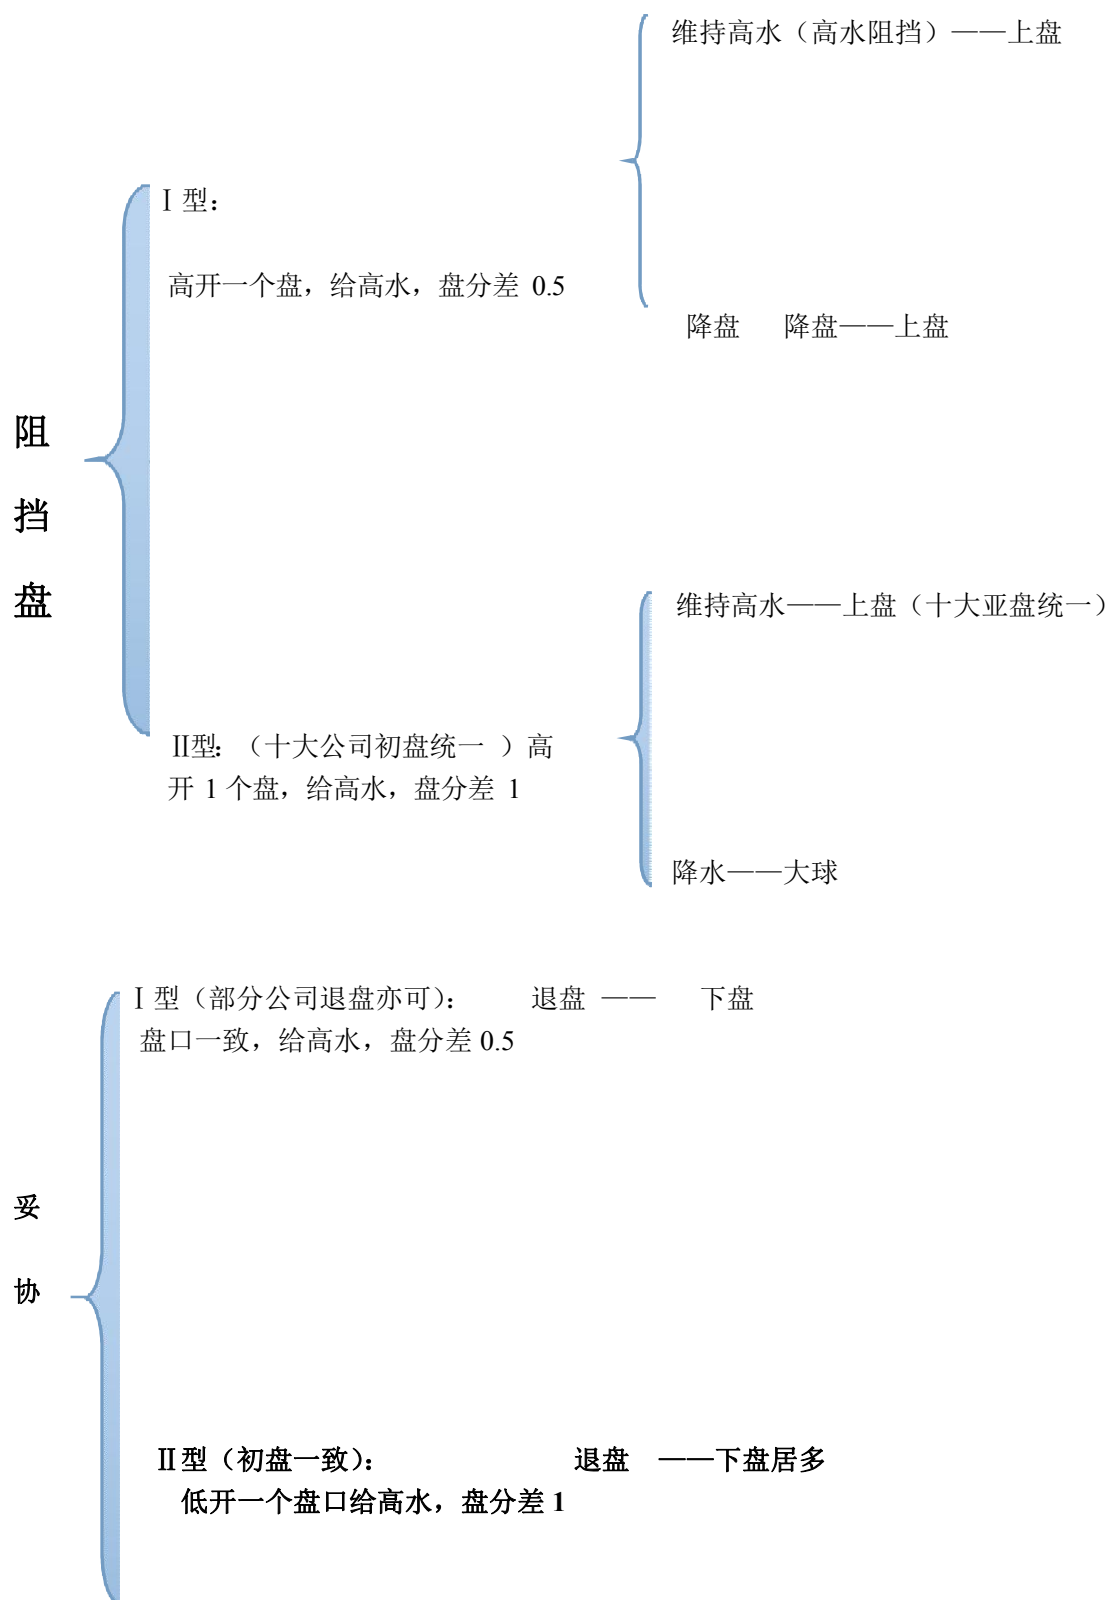 维持高水（高水阻挡）——上盘
Ⅰ 型：
高开一个盘，给高水，盘分差 0.5
降盘 降盘——上盘
阻
挡
盘
维持高水——上盘（十大亚盘统一）
Ⅱ型：（十大公司初盘统一 ）高
开 1 个盘，给高水，盘分差 1
降水——大球
Ⅰ 型（部分公司退盘亦可）： 退盘 —— 下盘
盘口一致，给高水，盘分差 0.5
妥
协
Ⅱ型（初盘一致）： 退盘 ——下盘居多
低开一个盘口给高水，盘分差 1